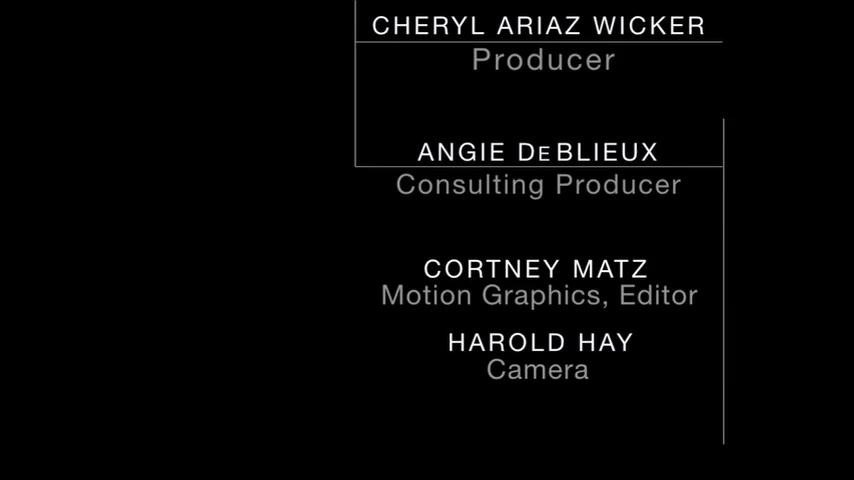 CHERYL ARIAZ WICKER
Producer
ANGIE DEBLIEUX
Consulting Producer
CORTNEY MATZ
Motion Graphics, Editor
HAROLD HAY
Camera